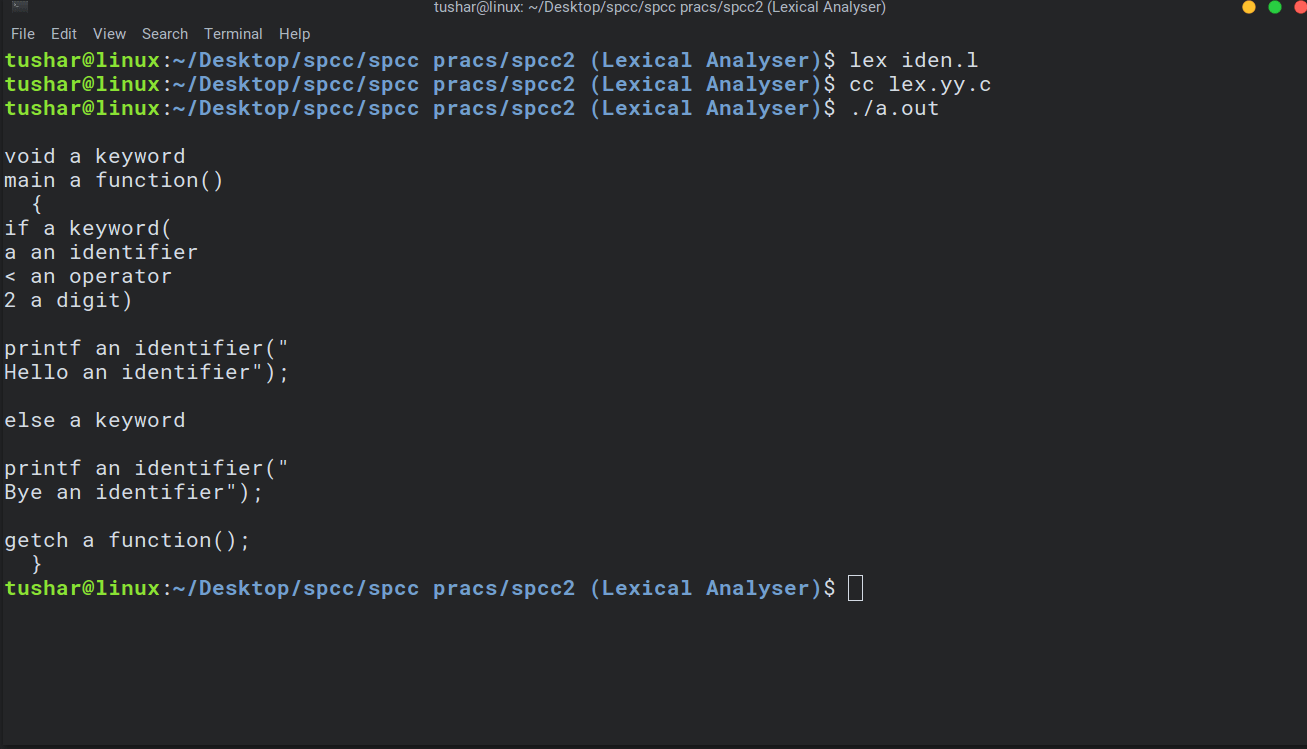 tushar@linux: ~/Desktop/spcc/spcc pracs/spcc2 (Lexical Analyser)
File Edit View Search Terminal Help
tushar@linux:~/Desktop/spcc/spcc pracs/spcc2 (Lexical Analyser)$ lex iden.l
tushar@linux:~/Desktop/spcc/spcc pracs/spcc2 (Lexical Analyser)$ cc lex.yy.c
tushar@linux:~/Desktop/spcc/spcc pracs/spcc2 (Lexical Analyser)$ ./a.out
void a keyword
main a function()
{
if a keyword(
a an identifier
< an operator
2 a digit)
printf an identifier("
Hello an identifier");
else a keyword
printf an identifier("
Bye an identifier");
getch a function();
}
tushar@linux:~/Desktop/spcc/spcc pracs/spcc2 (Lexical Analyser)$